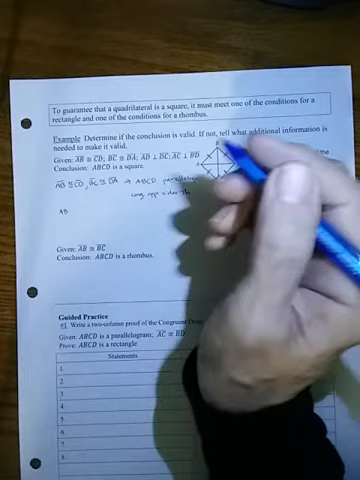 To guarantee that a quadrilateral is a square, it must meet one of the conditions for a
rectangle and one of the conditions for a rhombus.
Example: Determine if the conclusion is valid. If not, tell what additional information is
needed to make it valid.
Given: AB ≅ CD; BC ≅ DA; AD ⊥ DC; AC ⊥ BD
Conclusion: ABCD is a square
AB ≅ CD, BC ≅ DA → ABCD
cong. opp sides
AB
Given: AB ≅ BC
Conclusion: ABCD is a rhombus.
Guided Practice
#1 Write a two-column proof of the Congruent
Given: ABCD is a parallelogram; AC ≅ BD
Prove: ABCD is a rectangle
Statements
1.
2.
3.
4.
5.
6.
7.
8.